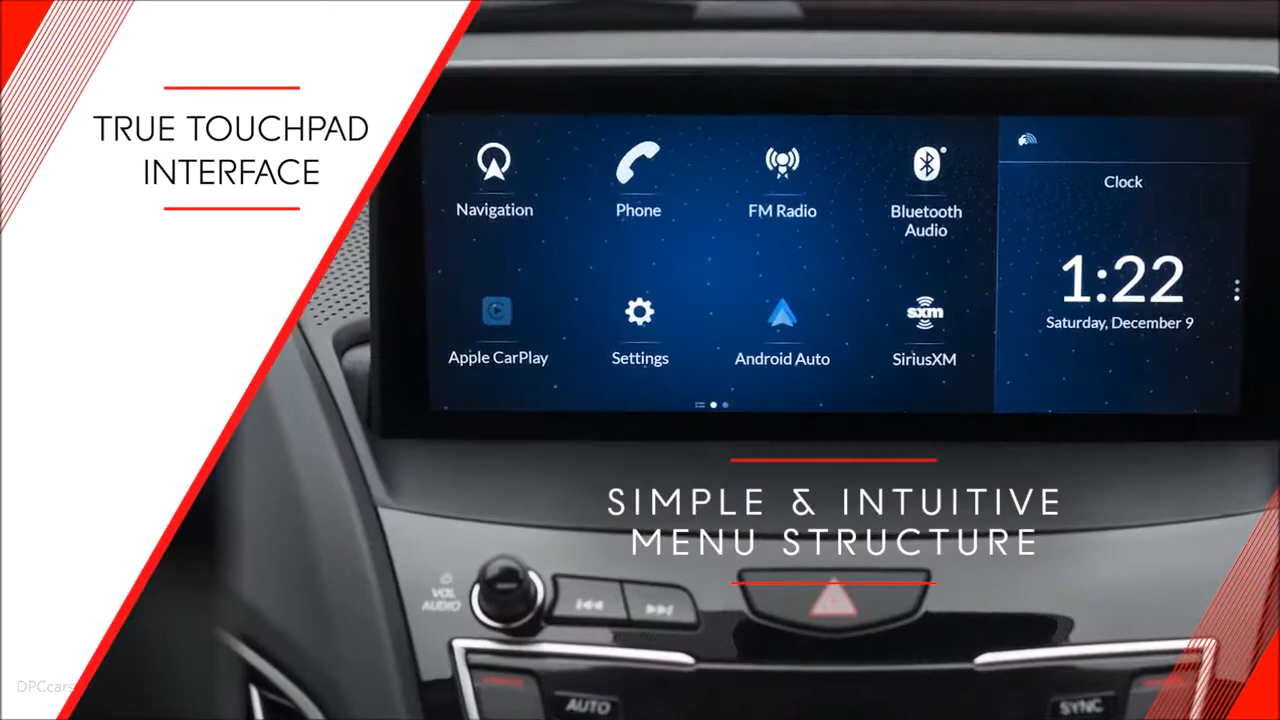 TRUE TOUCHPAD
INTERFACE
Navigation
Phone
FM Radio
Bluetooth
Audio
Clock
1:22
Saturday, December 9
Apple CarPlay
Settings
Android Auto
sxm
SiriusXM
SIMPLE & INTUITIVE
MENU STRUCTURE
VOL
AUDIO
AUTO
SYNC
DPCcars